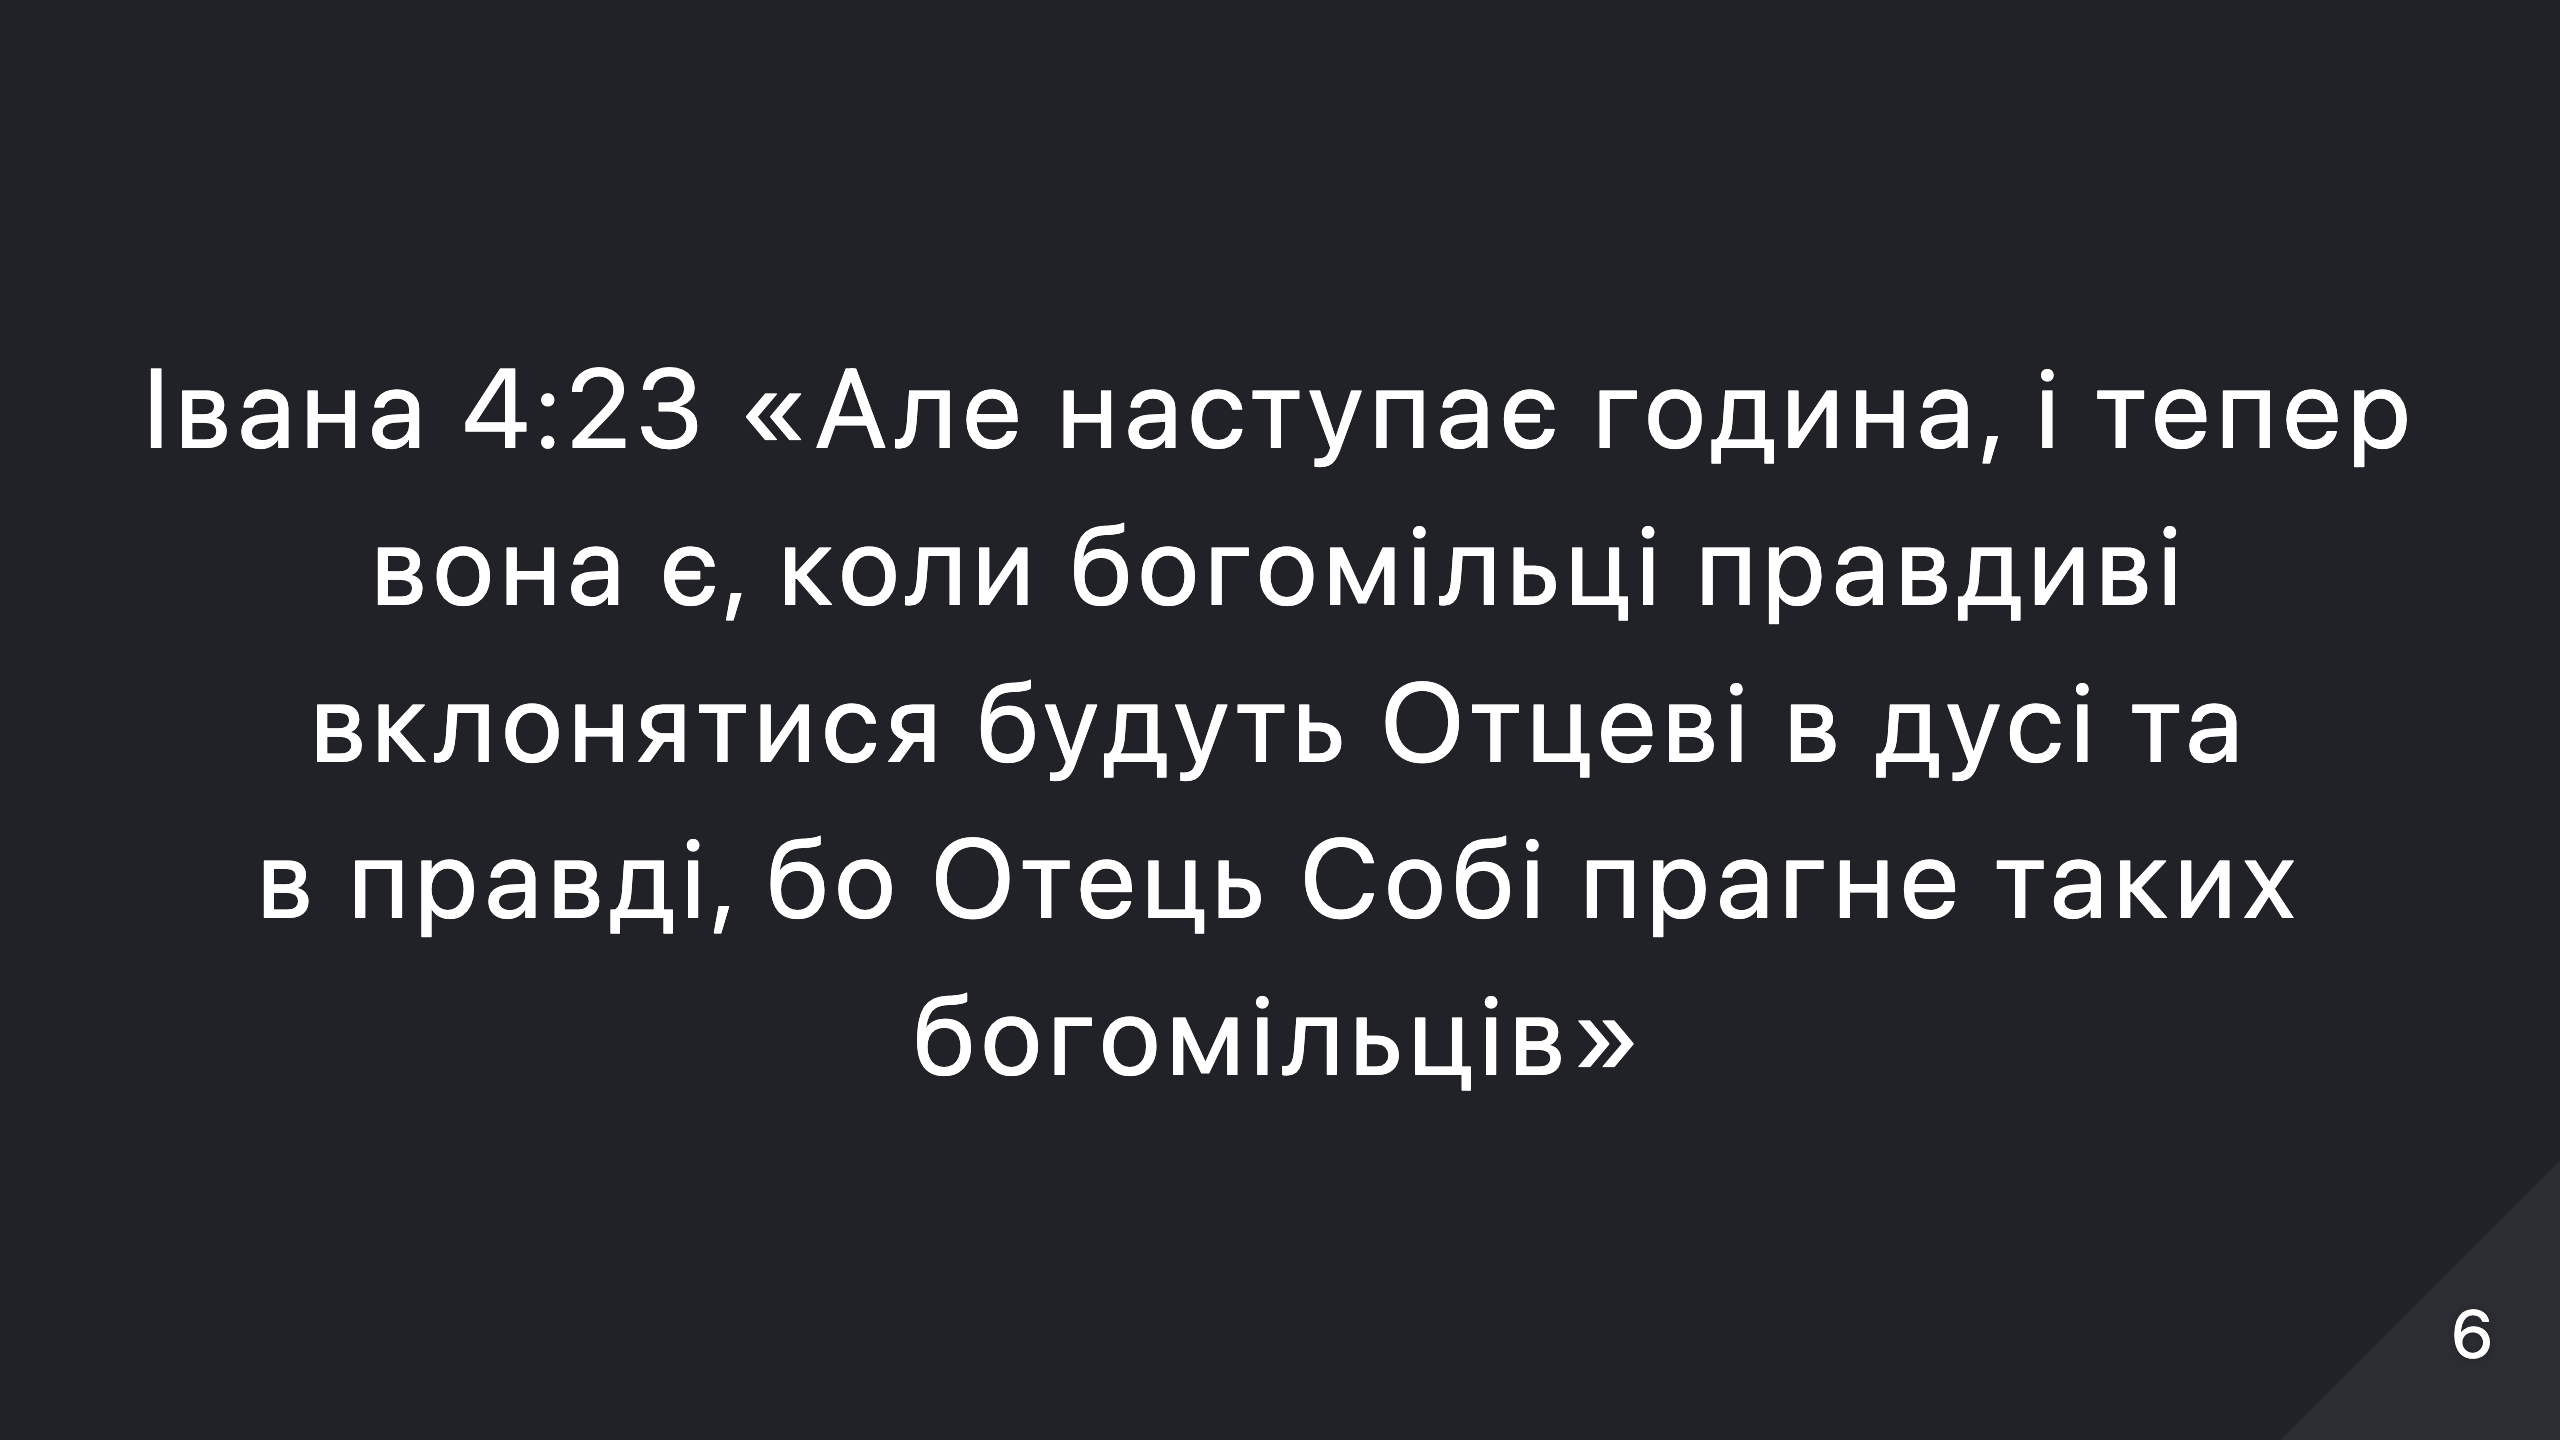 Івана 4:23 «Але наступає година, і тепер
вона є, коли богомільці правдиві
вклонятися будуть Отцеві в дусі та
в правді, бо Отець Собі прагне таких
богомільців»
6